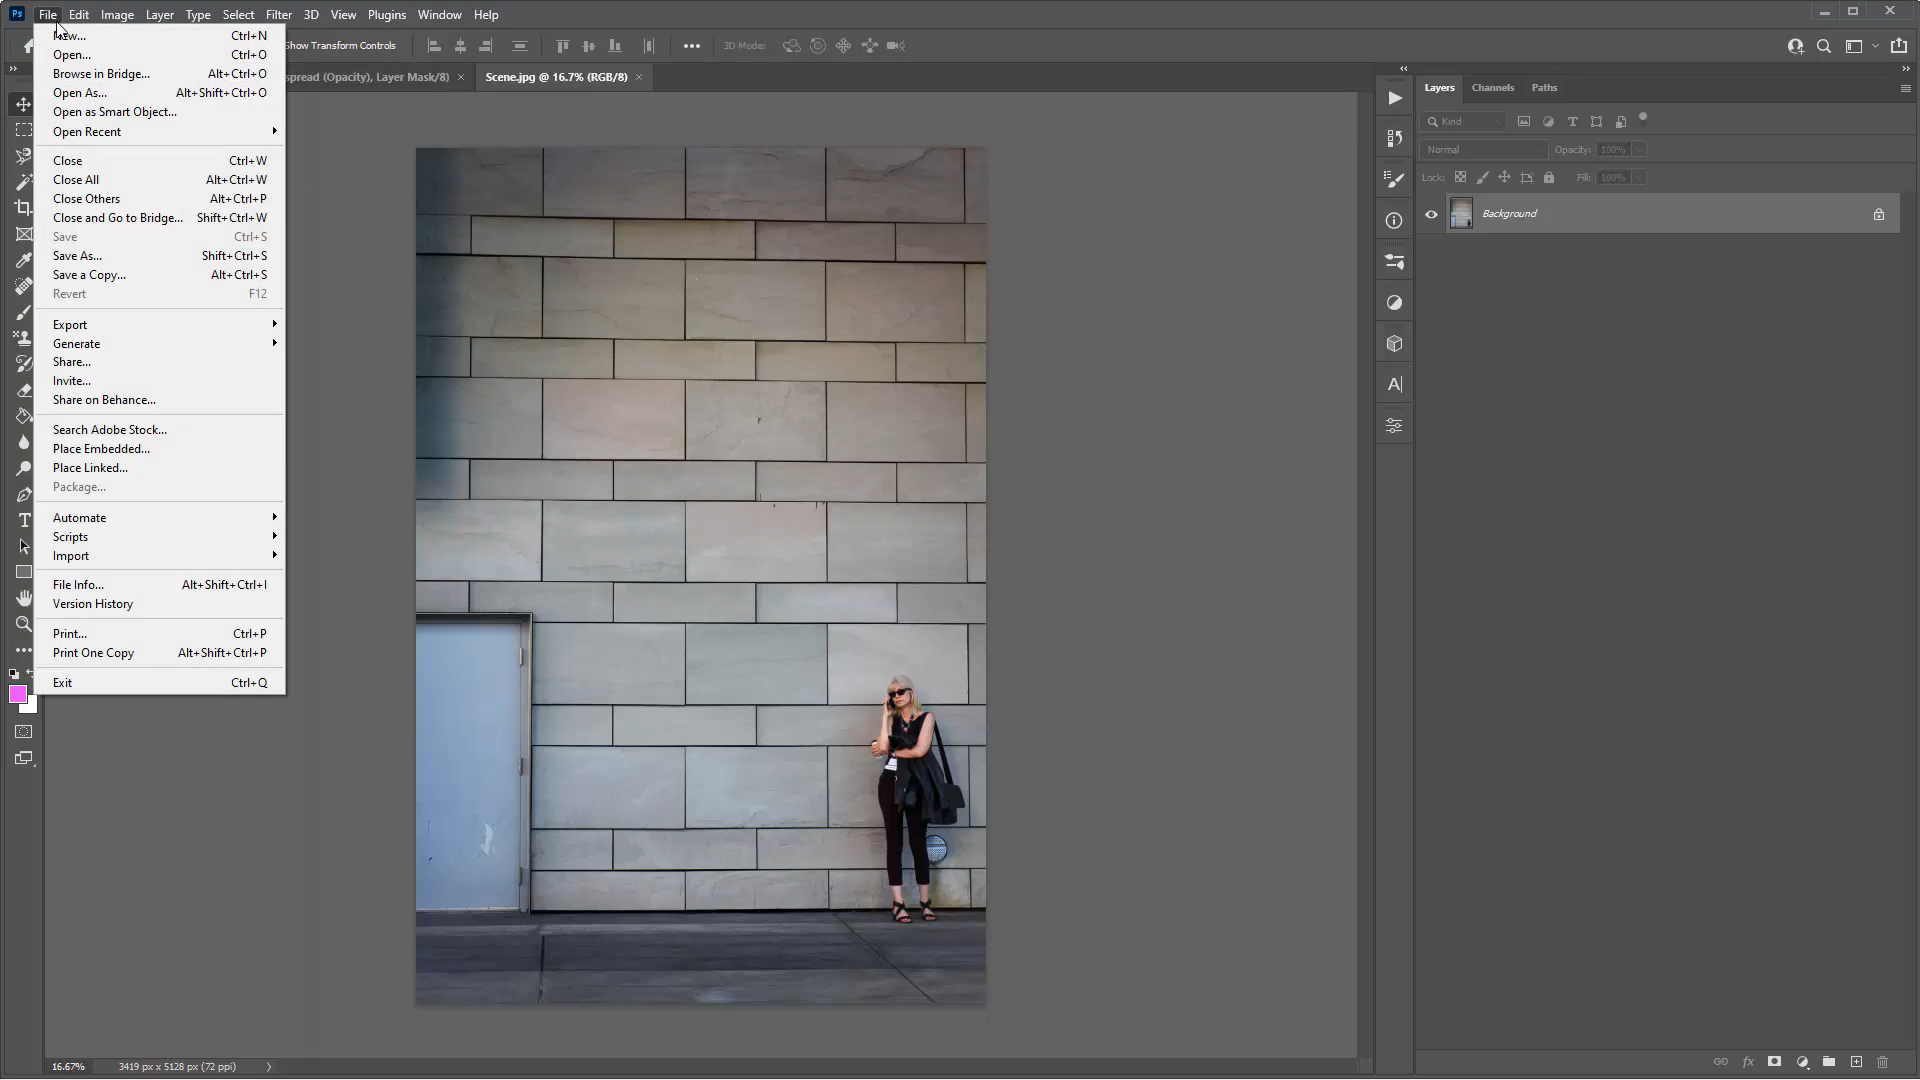 Ps File Edit Image Layer Type Select Filter 3D View Plugins Window Help
Show Transform Controls 3D Mode:
spread (Opacity), Layer Mask/8) × Scene.jpg @ 16.7% (RGB/8) ×
Ctrl+N
Open... Ctrl+O
Browse in Bridge... Alt+Ctrl+O
Open As... Alt+Shift+Ctrl+O
Open as Smart Object...
Open Recent
Close Ctrl+W
Close All Alt+Ctrl+W
Close Others Alt+Ctrl+P
Close and Go to Bridge... Shift+Ctrl+W
Save Ctrl+S
Save As... Shift+Ctrl+S
Save a Copy... Alt+Ctrl+S
Revert F12
Export
Generate
Share...
Invite...
Share on Behance...
Search Adobe Stock...
Place Embedded...
Place Linked...
Package...
Automate
Scripts
Import
File Info... Alt+Shift+Ctrl+I
Version History
Print... Ctrl+P
Print One Copy Alt+Shift+Ctrl+P
Exit Ctrl+Q
Layers Channels Paths
Kind
Normal Opacity: 100%
Lock: Fill: 100%
Background
16.67% 3419 px x 5128 px (72 ppi)